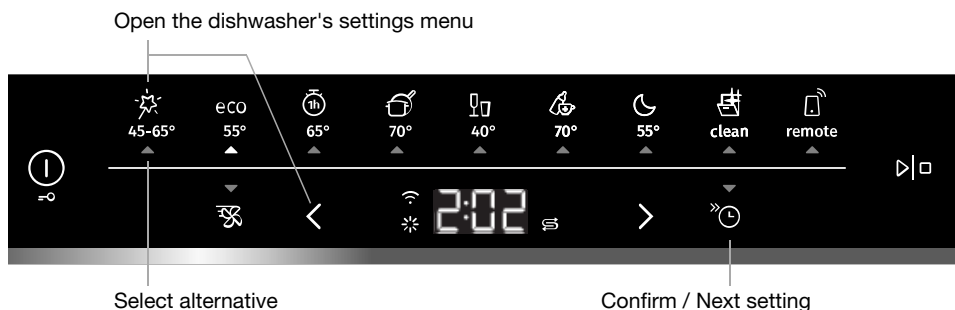 Open the dishwasher's settings menu
eco 1h
45-65° 55° 65° 70° 40° 70° 55° clean remote
2:02
Select alternative Confirm / Next setting